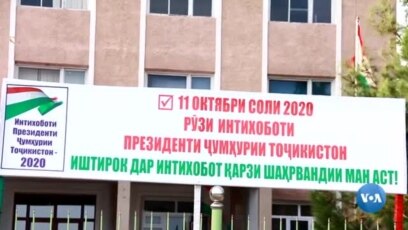 Интихоботи
Президенти
Ҷумҳурии
Тоҷикистон -
2020
11 ОКТЯБРИ СОЛИ 2020
РӮЗИ ИНТИХОБОТИ
ПРЕЗИДЕНТИ ҶУМҲУРИИ ТОҶИКИСТОН
ИШТИРОК ДАР ИНТИХОБОТ ҚАРЗИ ШАҲРВАНДИИ МАН АСТ!
VOA